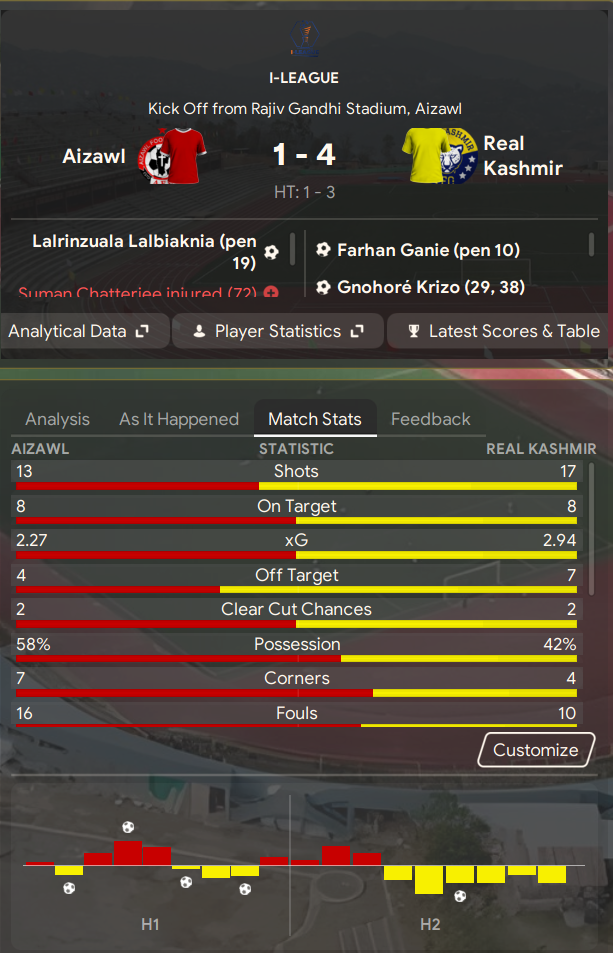 I-LEAGUE
Kick Off from Rajiv Gandhi Stadium, Aizawl
Aizawl
1 - 4
Real
Kashmir
HT: 1 - 3
Lalrinzuala Lalbiaknia (pen
19)
Suman Chatterjee injured (72)
Farhan Ganie (pen 10)
Gnohoré Krizo (29, 38)
Analytical Data
Player Statistics
Latest Scores & Table
Analysis
As It Happened
Match Stats
Feedback
AIZAWL STATISTIC REAL KASHMIR
13 Shots 17
8 On Target 8
2.27 xG 2.94
4 Off Target 7
2 Clear Cut Chances 2
58% Possession 42%
7 Corners 4
16 Fouls 10
Customize
H1
H2